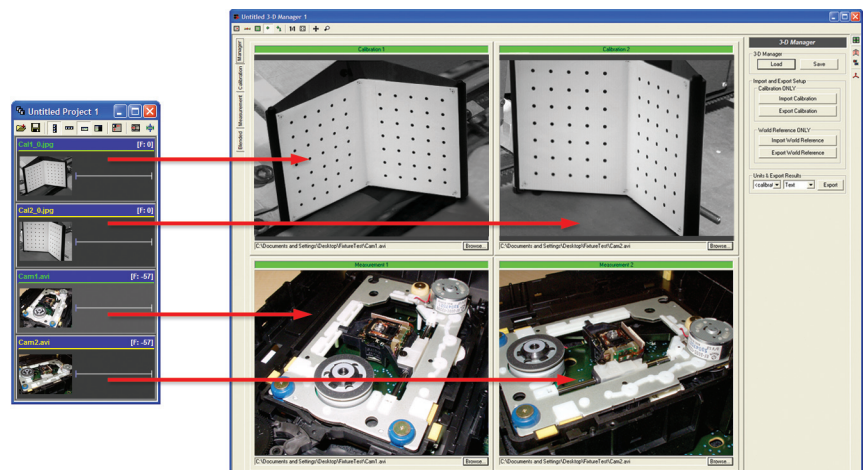 Untitled 3-D Manager 1
Manager
Calibration
Measurement
Blended
Calibration 1
Calibration 2
C:\Documents and Settings\Desktop\FixtureTest\Cam1.avi
Browse...
C:\Documents and Settings\Desktop\FixtureTest\Cam2.avi
Browse...
Measurement 1
Measurement 2
C:\Documents and Settings\Desktop\FixtureTest\Cam1.avi
Browse...
C:\Documents and Settings\Desktop\FixtureTest\Cam2.avi
Browse...
3-D Manager
3-D Manager
Load
Save
Import and Export Setup
Calibration ONLY
Import Calibration
Export Calibration
World Reference ONLY
Import World Reference
Export World Reference
Units & Export Results
<calibrat
Text
Export
Untitled Project 1
Cal1_0.jpg
[F: 0]
Cal2_0.jpg
[F: 0]
Cam1.avi
[F: -57]
Cam2.avi
[F: -57]